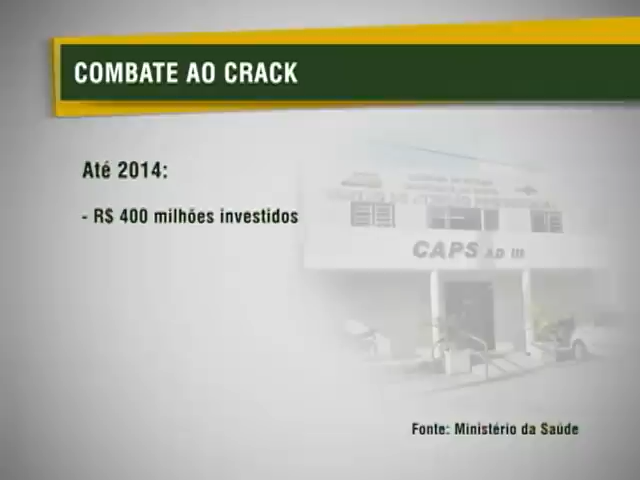 COMBATE AO CRACK
Até 2014:
- R$ 400 milhões investidos
CAPS AD III
Fonte: Ministério da Saúde